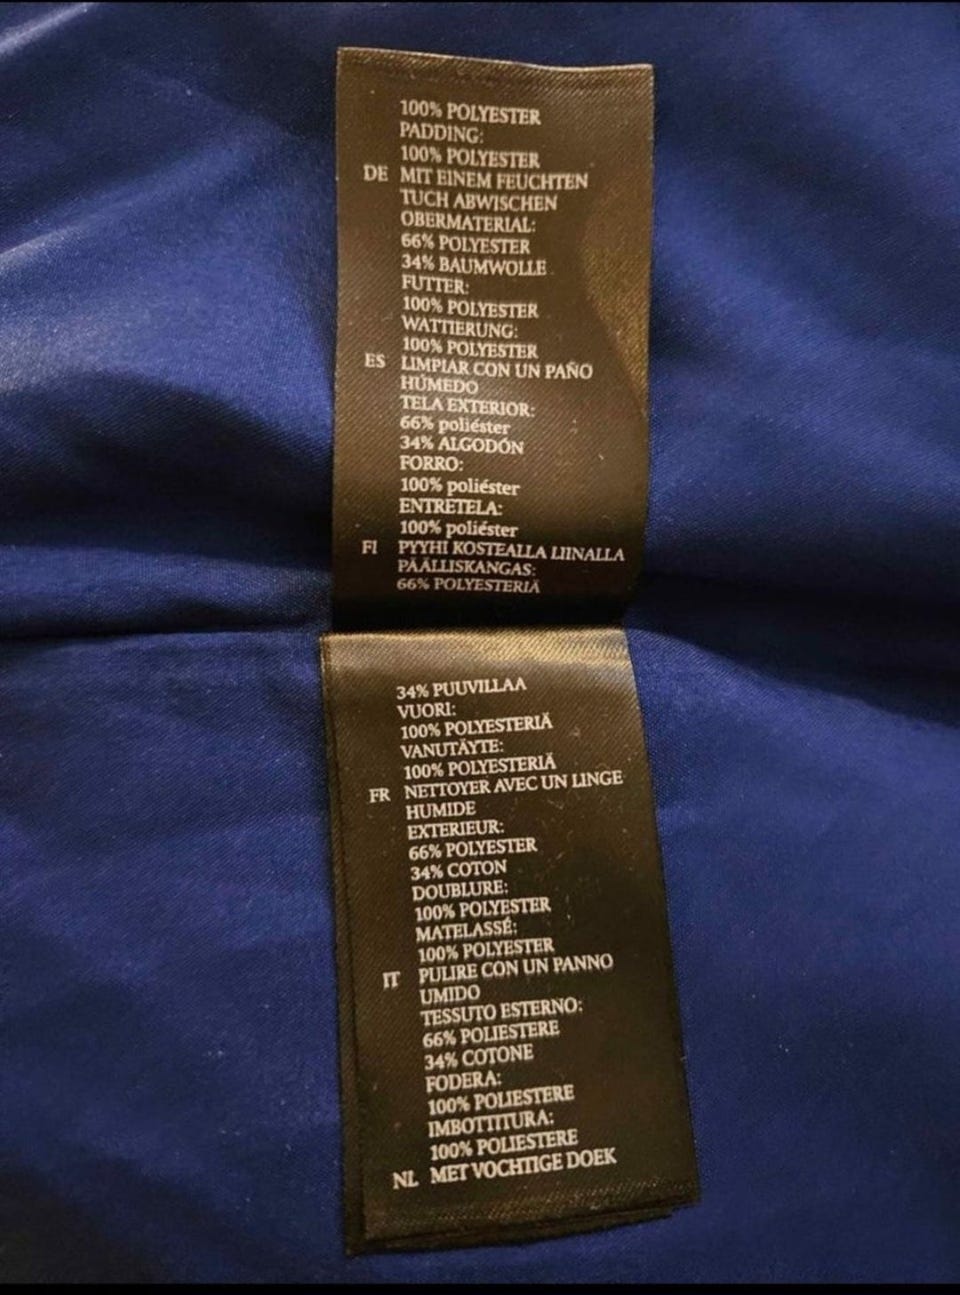 100% POLYESTER
PADDING:
100% POLYESTER
DE MIT EINEM FEUCHTEN
TUCH ABWISCHEN
OBERMATERIAL:
66% POLYESTER
34% BAUMWOLLE
FUTTER:
100% POLYESTER
WATTIERUNG:
100% POLYESTER
ES LIMPIAR CON UN PAÑO
HÚMEDO
TELA EXTERIOR:
66% poliéster
34% ALGODÓN
FORRO:
100% poliéster
ENTRETELA:
100% poliéster
FI PYYHI KOSTEALLA LIINALLA
PÄÄLLISKANGAS:
66% POLYESTERIÄ
34% PUUVILLAA
VUORI:
100% POLYESTERIÄ
VANUTÄYTE:
100% POLYESTERIÄ
FR NETTOYER AVEC UN LINGE
HUMIDE
EXTERIEUR:
66% POLYESTER
34% COTON
DOUBLURE:
100% POLYESTER
MATELASSÉ:
100% POLYESTER
IT PULIRE CON UN PANNO
UMIDO
TESSUTO ESTERNO:
66% POLIESTERE
34% COTONE
FODERA:
100% POLIESTERE
IMBOTTITURA:
100% POLIESTERE
NL MET VOCHTIGE DOEK